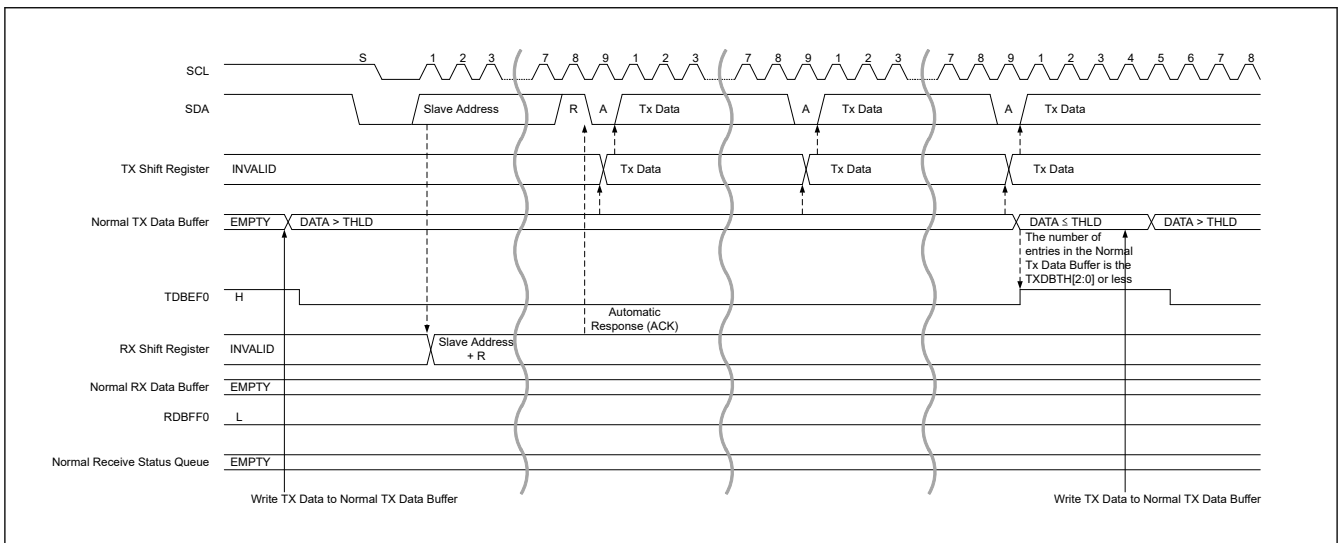 S 1 2 3 7 8 9 1 2 3 7 8 9 1 2 3 7 8 9 1 2 3 4 5 6 7 8
SCL
SDA Slave Address R A Tx Data A Tx Data A Tx Data
TX Shift Register INVALID Tx Data Tx Data Tx Data
Normal TX Data Buffer EMPTY DATA > THLD DATA ≤ THLD DATA > THLD
The number of
entries in the Normal
Tx Data Buffer is the
TXDBTH[2:0] or less
TDBEF0 H
Automatic
Response (ACK)
RX Shift Register INVALID Slave Address
+ R
Normal RX Data Buffer EMPTY
RDBFF0 L
Normal Receive Status Queue EMPTY
Write TX Data to Normal TX Data Buffer Write TX Data to Normal TX Data Buffer